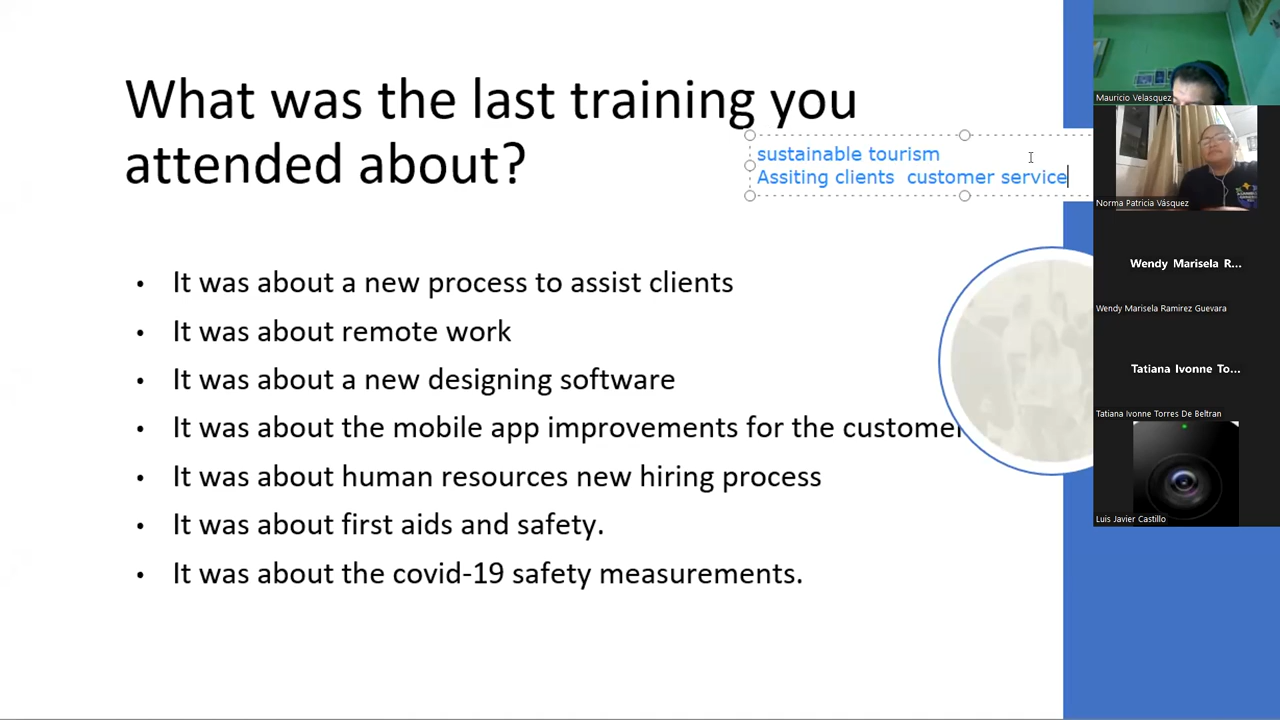 What was the last training you
attended about?
sustainable tourism
Assiting clients  customer service
• It was about a new process to assist clients
• It was about remote work
• It was about a new designing software
• It was about the mobile app improvements for the customer
• It was about human resources new hiring process
• It was about first aids and safety.
• It was about the covid-19 safety measurements.
Mauricio Velasquez
Norma Patricia Vásquez
Wendy Marisela R...
Wendy Marisela Ramirez Guevara
Tatiana Ivonne To...
Tatiana Ivonne Torres De Beltran
Luis Javier Castillo